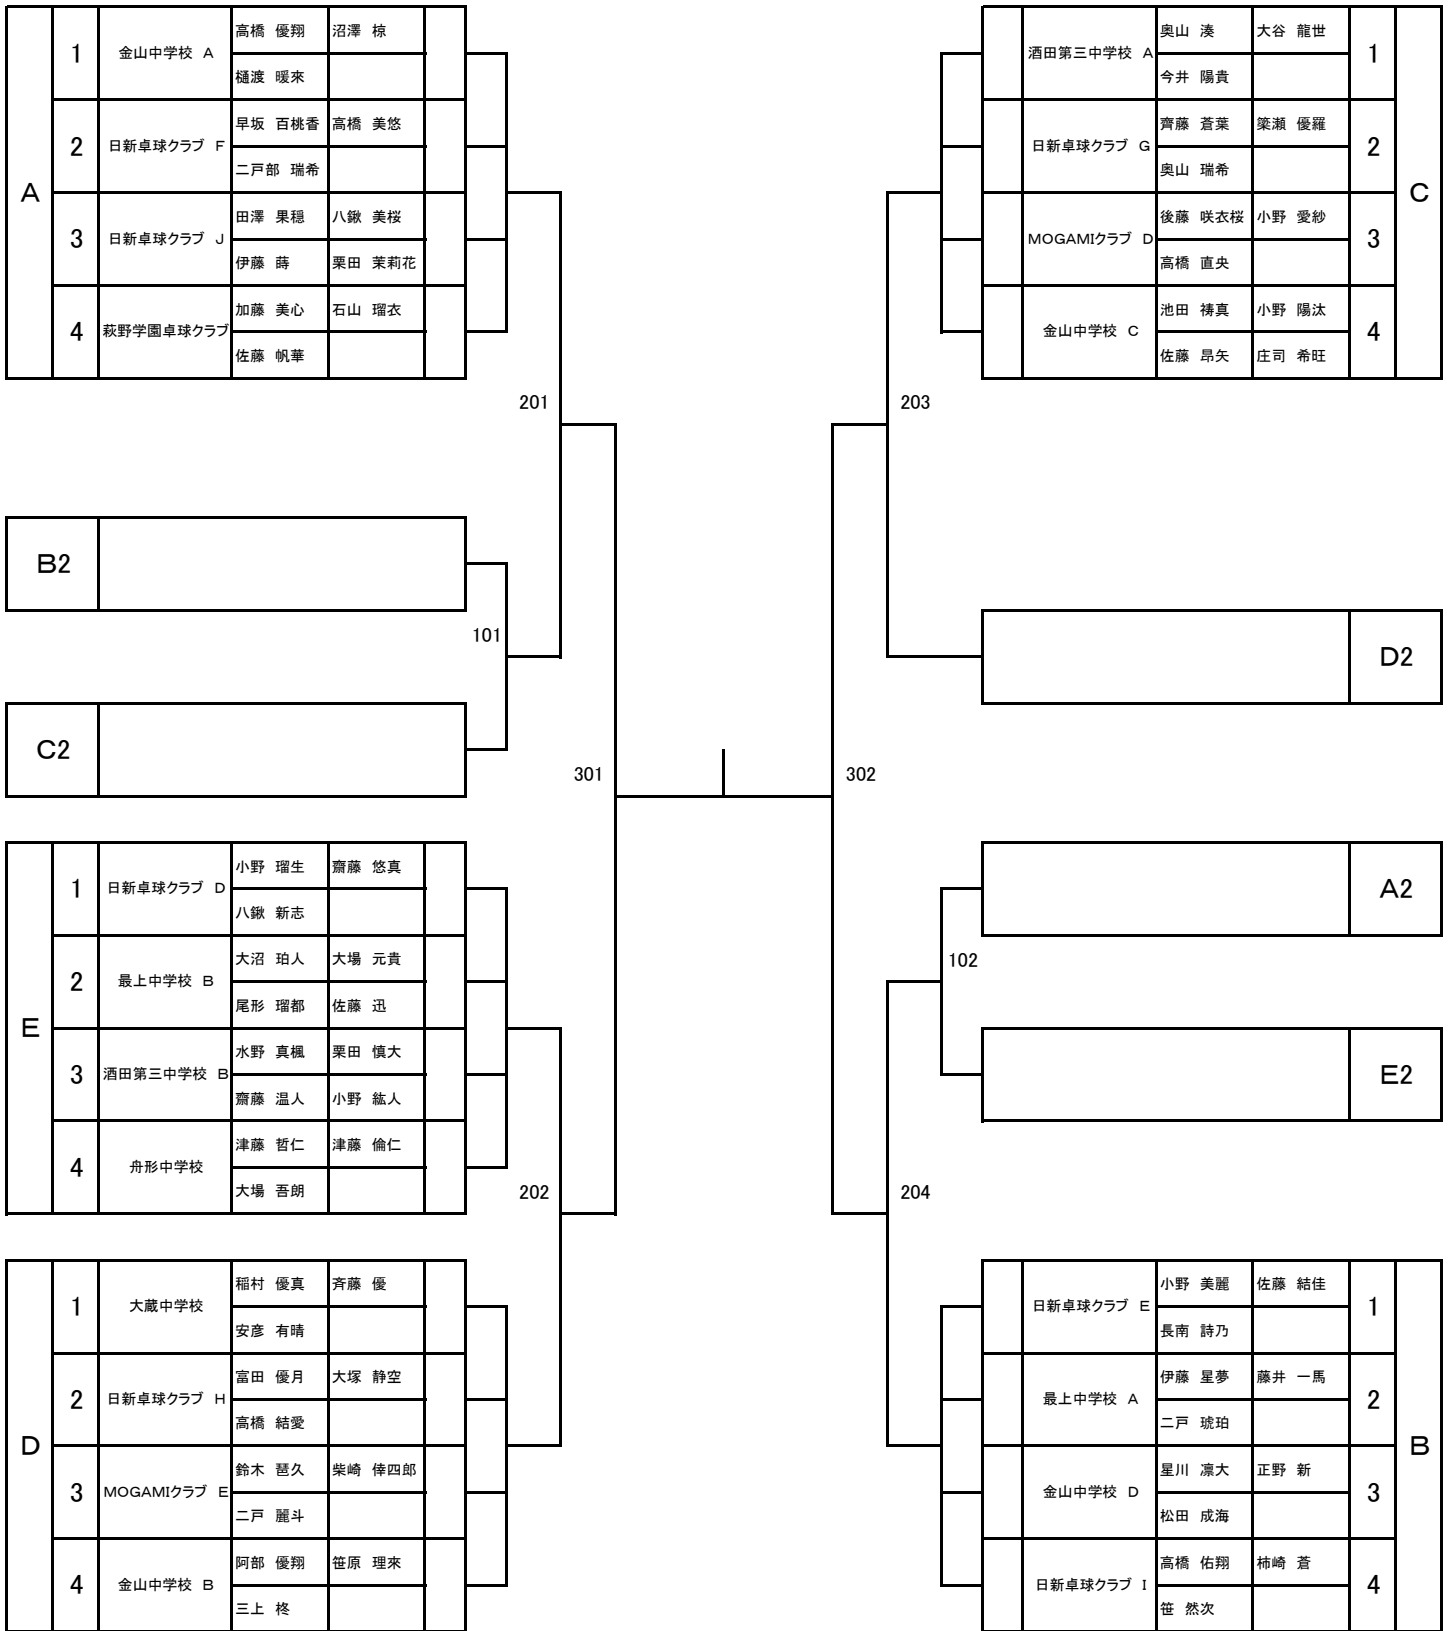 A
1 金山中学校 A 高橋 優翔 沼澤 椋
樋渡 暖來
2 日新卓球クラブ F 早坂 百桃香 高橋 美悠
二戸部 瑞希
3 日新卓球クラブ J 田澤 果穏 八鍬 美桜
伊藤 蒔 栗田 茉莉花
4 萩野学園卓球クラブ 加藤 美心 石山 瑠衣
佐藤 帆華
201
B2
101
C2
301
E
1 日新卓球クラブ D 小野 瑠生 齋藤 悠真
八鍬 新志
2 最上中学校 B 大沼 珀人 大場 元貴
尾形 瑠都 佐藤 迅
3 酒田第三中学校 B 水野 真楓 栗田 慎大
齋藤 温人 小野 紘人
4 舟形中学校 津藤 哲仁 津藤 倫仁
大場 吾朗
202
D
1 大蔵中学校 稲村 優真 斉藤 優
安彦 有晴
2 日新卓球クラブ H 富田 優月 大塚 静空
高橋 結愛
3 MOGAMIクラブ E 鈴木 琶久 柴崎 倖四郎
二戸 麗斗
4 金山中学校 B 阿部 優翔 笹原 理來
三上 柊
酒田第三中学校 A 奥山 湊 大谷 龍世 1
今井 陽貴
日新卓球クラブ G 齊藤 蒼葉 簗瀬 優羅 2
奥山 瑞希
C
MOGAMIクラブ D 後藤 咲衣桜 小野 愛紗 3
高橋 直央
金山中学校 C 池田 祷真 小野 陽汰 4
佐藤 昂矢 庄司 希旺
203
D2
302
A2
102
E2
204
日新卓球クラブ E 小野 美麗 佐藤 結佳 1
長南 詩乃
最上中学校 A 伊藤 星夢 藤井 一馬 2
二戸 琥珀
B
金山中学校 D 星川 凛大 正野 新 3
松田 成海
日新卓球クラブ I 高橋 佑翔 柿崎 蒼 4
笹 然次